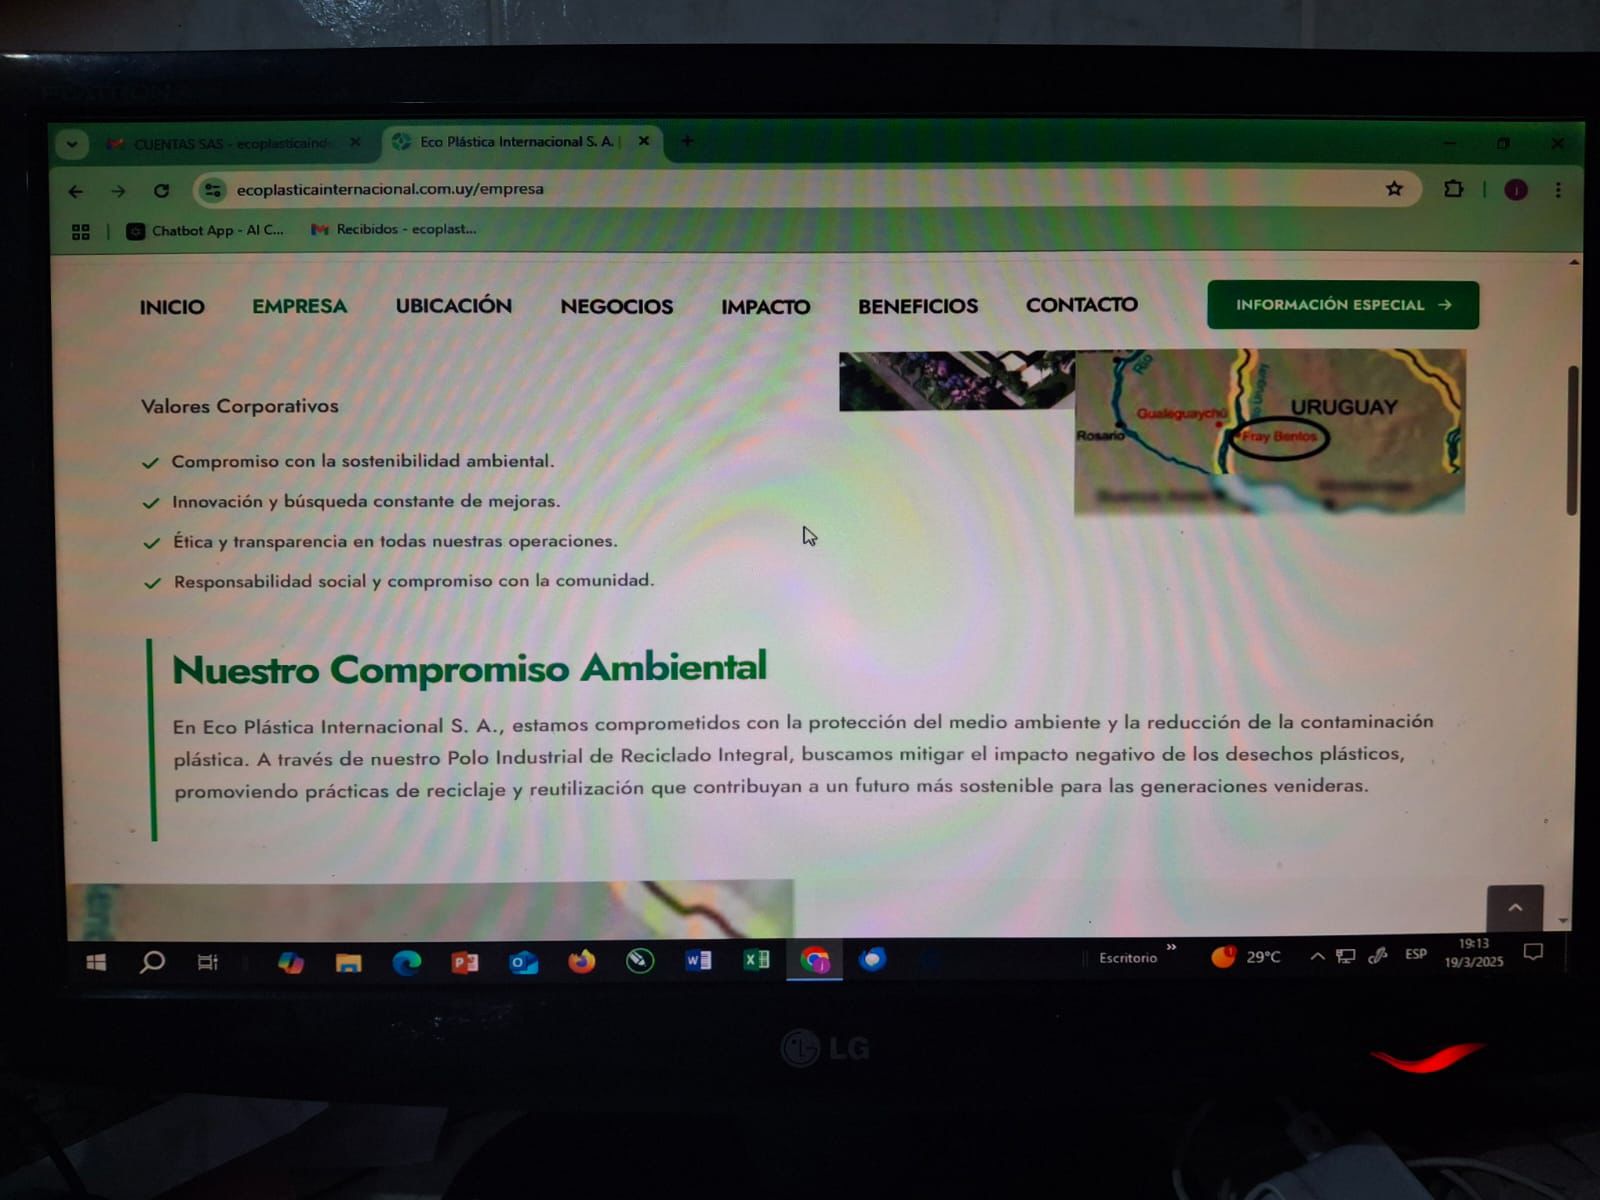 CUENTAS SAS - ecoplasticaind
Eco Plástica Internacional S. A. |
ecoplasticainternacional.com.uy/empresa
Chatbot App - AI C...
Recibidos - ecoplast...
INICIO
EMPRESA
UBICACIÓN
NEGOCIOS
IMPACTO
BENEFICIOS
CONTACTO
INFORMACIÓN ESPECIAL →
Valores Corporativos
Compromiso con la sostenibilidad ambiental.
Innovación y búsqueda constante de mejoras.
Ética y transparencia en todas nuestras operaciones.
Responsabilidad social y compromiso con la comunidad.
Río
Gualeguaychú
URUGUAY
Uruguay
Rosario
Fray Bentos
Nuestro Compromiso Ambiental
En Eco Plástica Internacional S. A., estamos comprometidos con la protección del medio ambiente y la reducción de la contaminación
plástica. A través de nuestro Polo Industrial de Reciclado Integral, buscamos mitigar el impacto negativo de los desechos plásticos,
promoviendo prácticas de reciclaje y reutilización que contribuyan a un futuro más sostenible para las generaciones venideras.
Escritorio
29°C
ESP
19:13
19/3/2025
LG